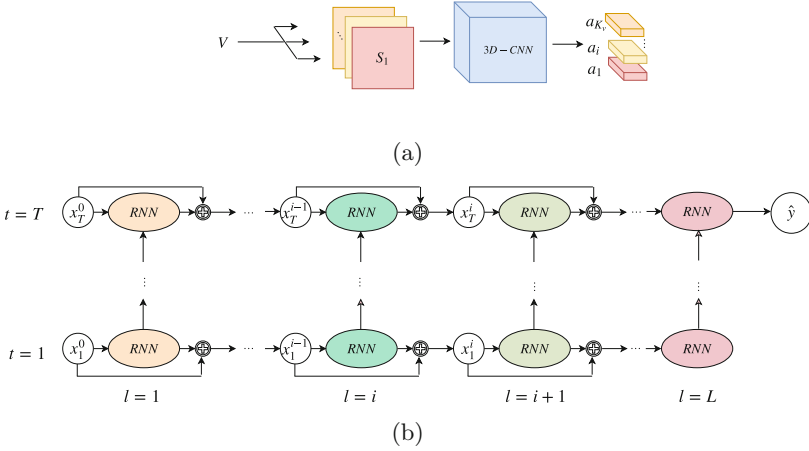 V
⋱
S_1
3D−CNN
a_{K_v}
⋮
a_i
a_1
(a)
t = T x_T^0 RNN ··· x_T^{i−1} RNN x_T^i RNN ··· RNN ŷ
⋮ ⋮ ⋮ ⋮
t = 1 x_1^0 RNN ··· x_1^{i−1} RNN x_1^i RNN ··· RNN
l = 1 l = i l = i + 1 l = L
(b)